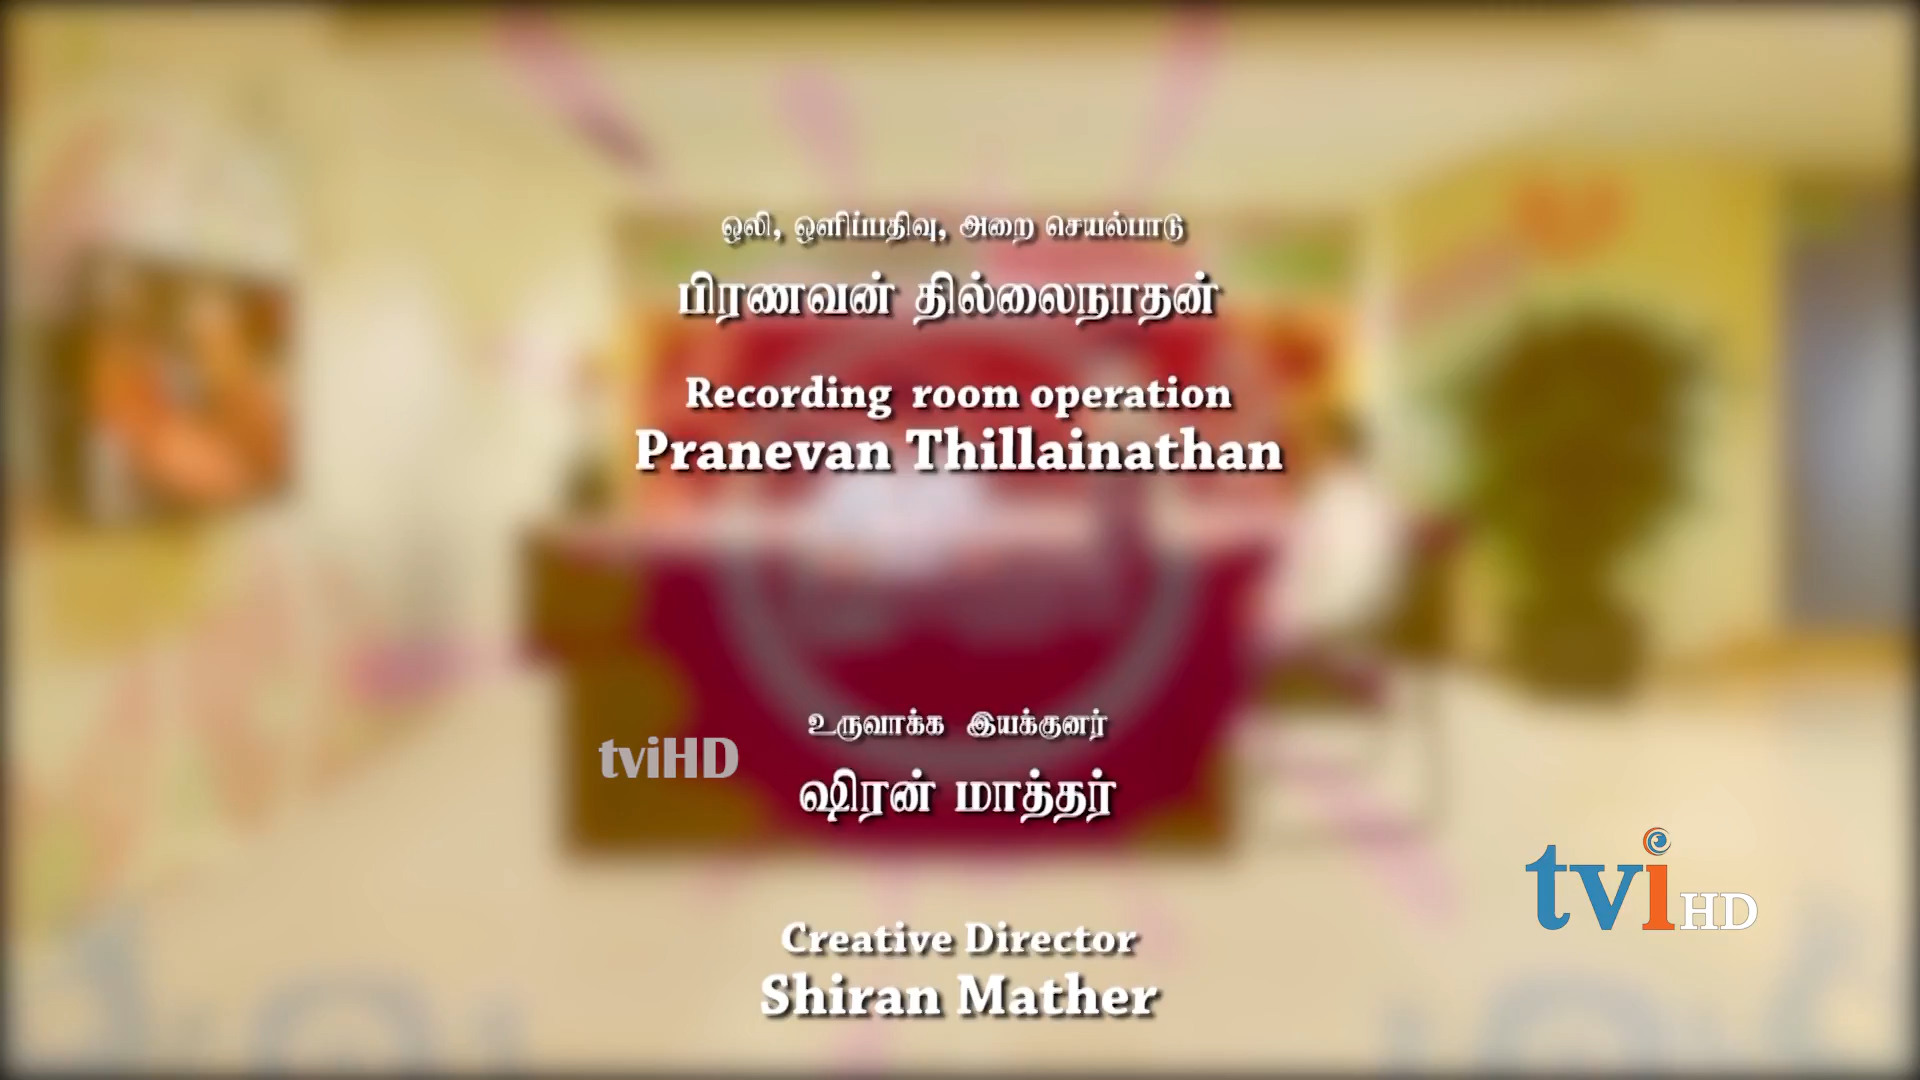 ஒலி, ஒளிப்பதிவு, அறை செயல்பாடு
பிரணவன் தில்லைநாதன்
Recording room operation
Pranevan Thillainathan
உருவாக்க இயக்குனர்
tviHD
ஷிரன் மாத்தர்
tvi HD
Creative Director
Shiran Mather